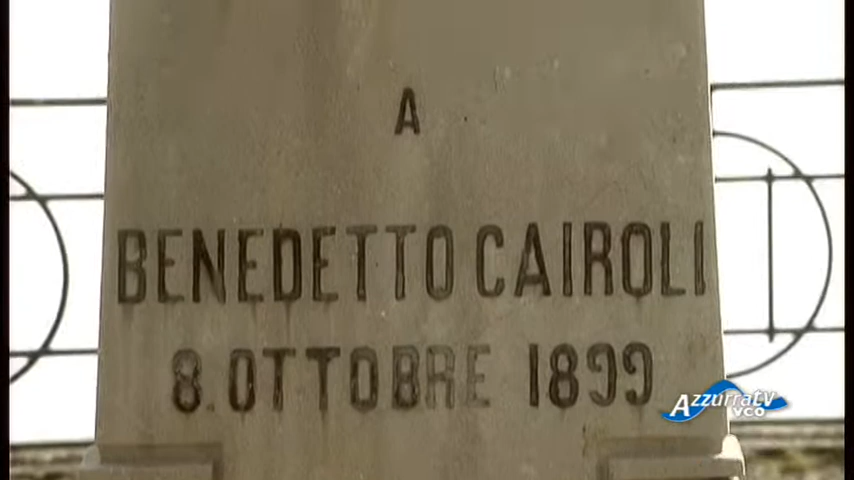 A
BENEDETTO CAIROLI
8. OTTOBRE 1899
Azzurratv
vco